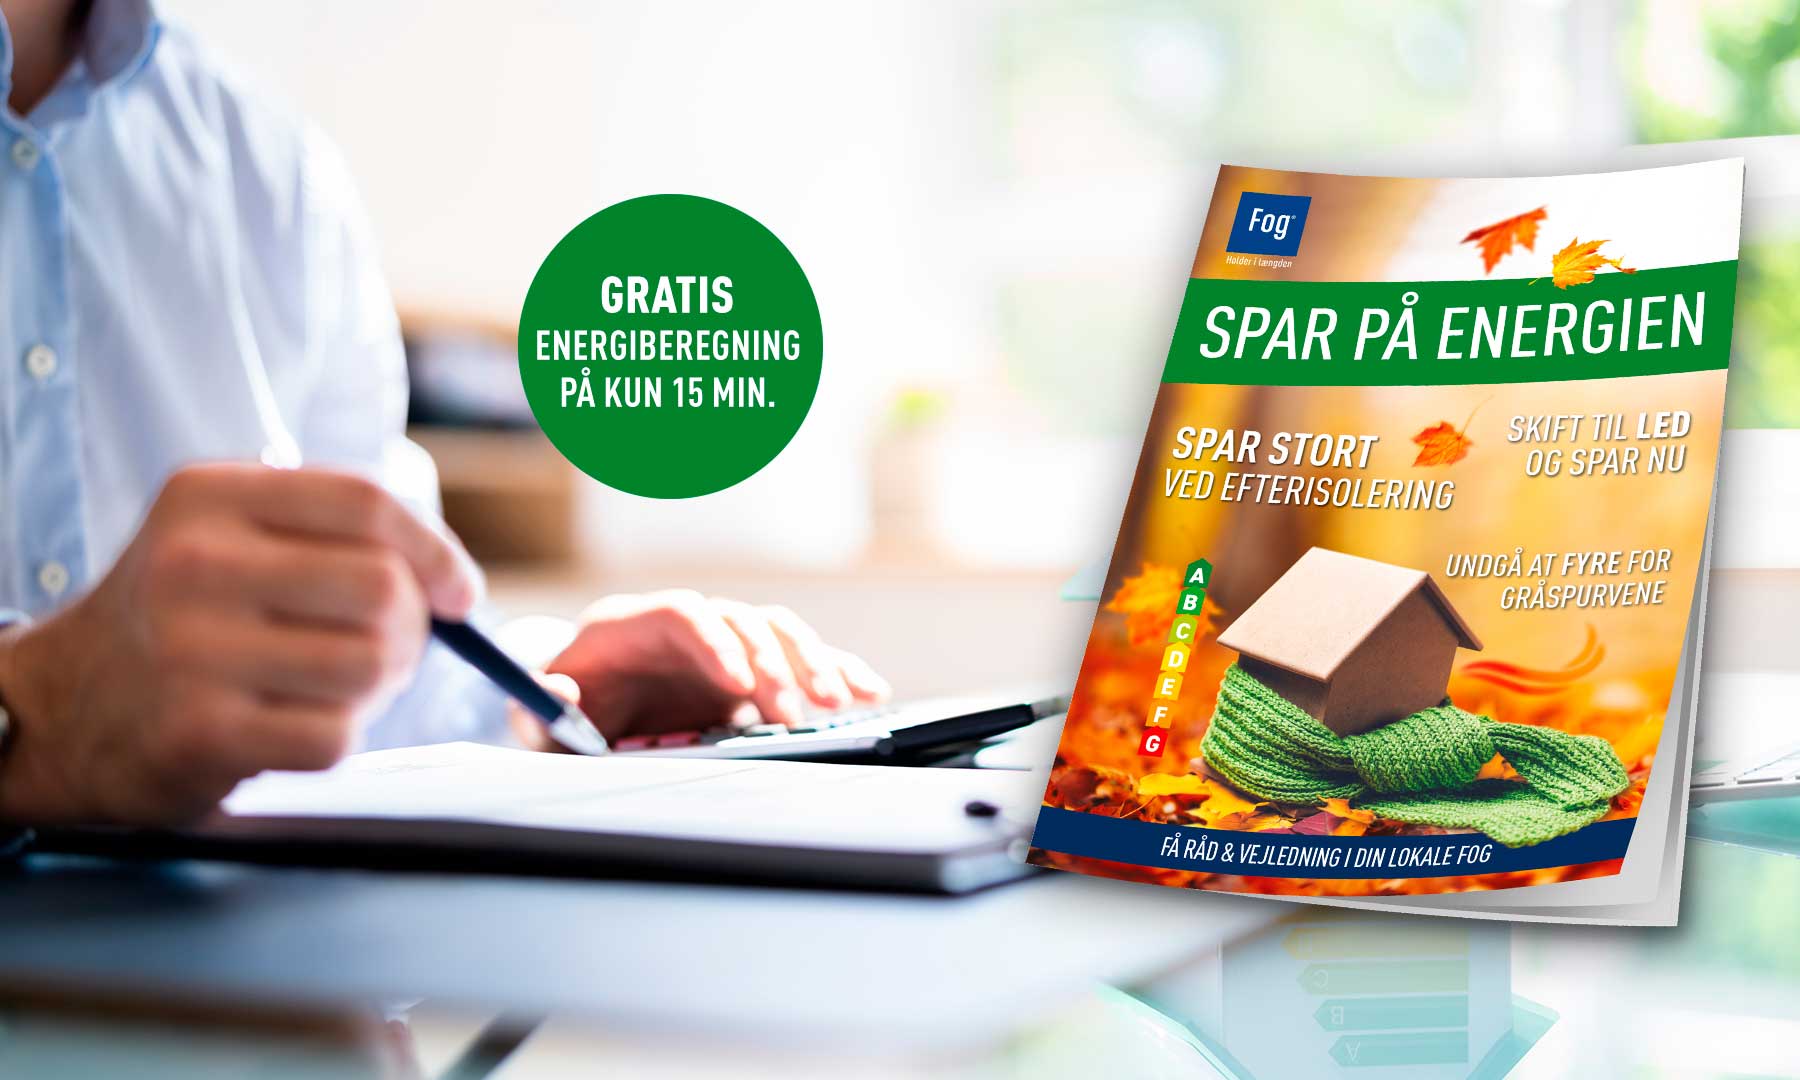 GRATIS
ENERGIBEREGNING
PÅ KUN 15 MIN.
Fog®
Holder i længden
SPAR PÅ ENERGIEN
SPAR STORT
VED EFTERISOLERING
SKIFT TIL LED
OG SPAR NU
UNDGÅ AT FYRE FOR
GRÅSPURVENE
A
B
C
D
E
F
G
FÅ RÅD & VEJLEDNING I DIN LOKALE FOG
C
B
A